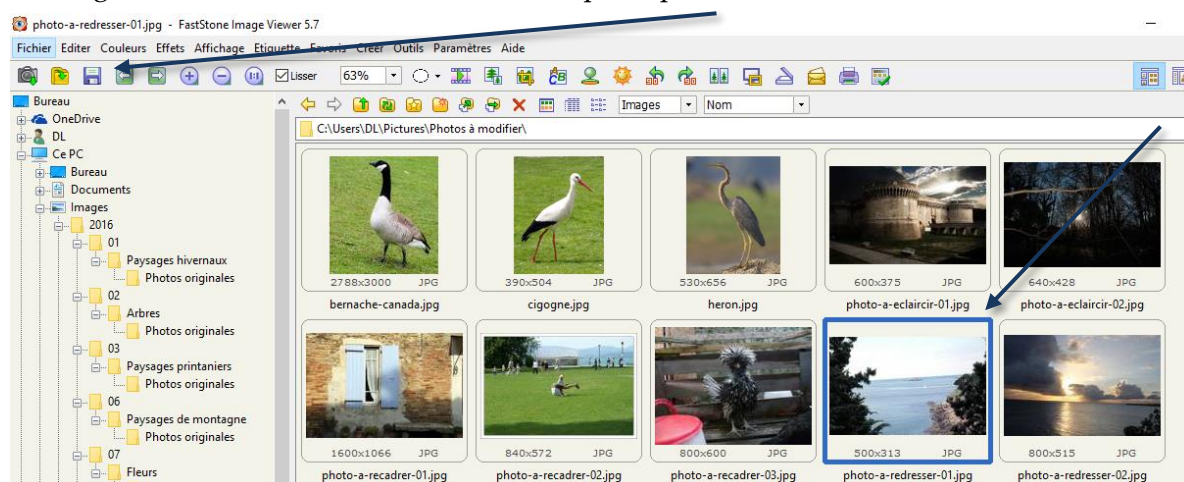 photo-a-redresser-01.jpg - FastStone Image Viewer 5.7
Fichier Editer Couleurs Effets Affichage Etiquette Favoris Créer Outils Paramètres Aide
1:1 Lisser 63%
Images Nom
C:\Users\DL\Pictures\Photos à modifier\
Bureau
OneDrive
DL
Ce PC
Bureau
Documents
Images
2016
01
Paysages hivernaux
Photos originales
02
Arbres
Photos originales
03
Paysages printaniers
Photos originales
06
Paysages de montagne
Photos originales
07
Fleurs
2788x3000 JPG
bernache-canada.jpg
390x504 JPG
cigogne.jpg
530x656 JPG
heron.jpg
600x375 JPG
photo-a-eclaircir-01.jpg
640x428 JPG
photo-a-eclaircir-02.jpg
1600x1066 JPG
photo-a-recadrer-01.jpg
840x572 JPG
photo-a-recadrer-02.jpg
800x600 JPG
photo-a-recadrer-03.jpg
500x313 JPG
photo-a-redresser-01.jpg
800x515 JPG
photo-a-redresser-02.jpg